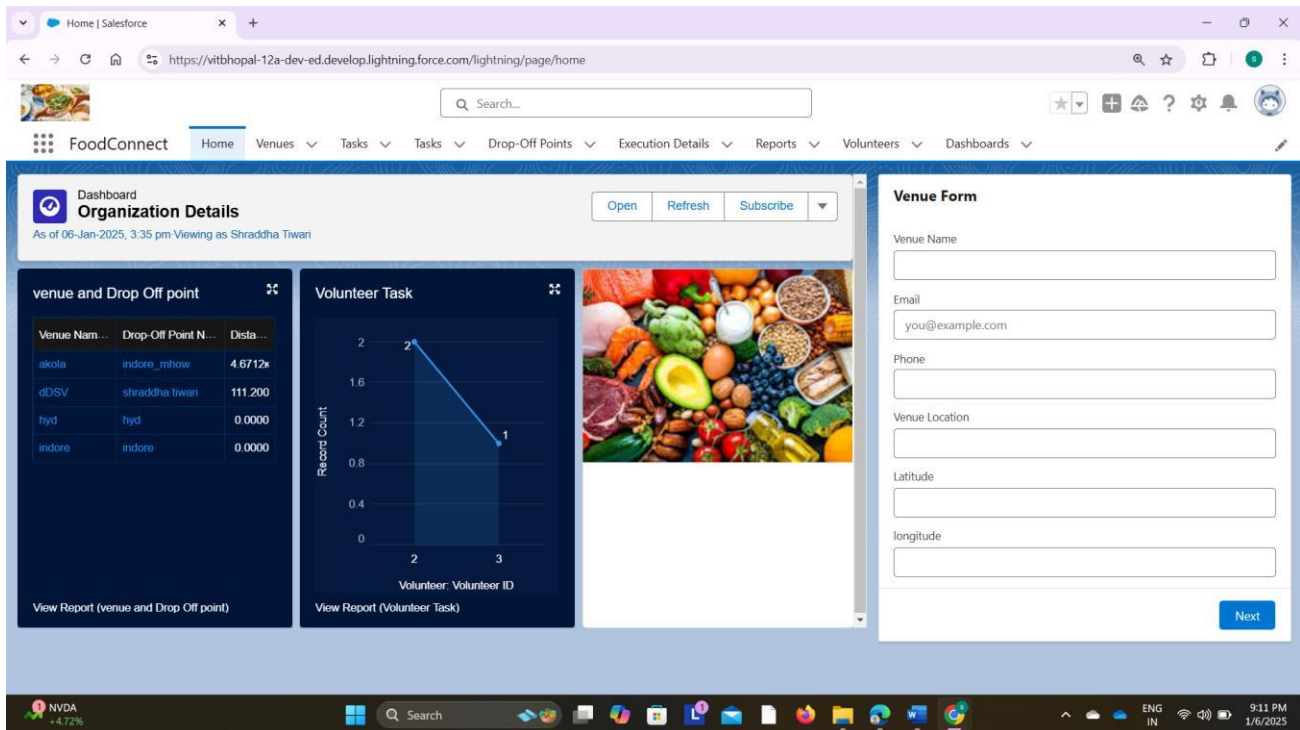 Home | Salesforce
https://vitbhopal-12a-dev-ed.develop.lightning.force.com/lightning/page/home
S
Search...
FoodConnect Home Venues Tasks Tasks Drop-Off Points Execution Details Reports Volunteers Dashboards
Dashboard
Organization Details
As of 06-Jan-2025, 3:35 pm·Viewing as Shraddha Tiwari
Open Refresh Subscribe
venue and Drop Off point
Venue Nam... Drop-Off Point N... Dista...
akola indore_mhow 4.6712
dDSV shraddha tiwari 111.200
hyd hyd 0.0000
indore indore 0.0000
View Report (venue and Drop Off point)
Volunteer Task
Record Count
2
1.6
1.2
0.8
0.4
0
2
1
2 3
Volunteer: Volunteer ID
View Report (Volunteer Task)
Venue Form
Venue Name
Email
you@example.com
Phone
Venue Location
Latitude
longitude
Next
1 NVDA
+4.72%
Search
ENG
IN
9:11 PM
1/6/2025